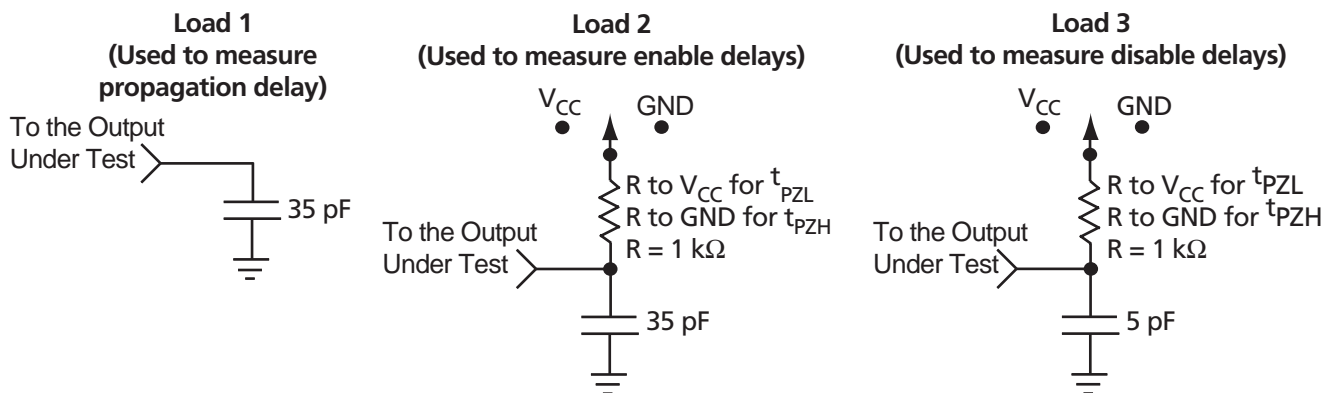 Load 1
(Used to measure
propagation delay)
To the Output
Under Test
35 pF
Load 2
(Used to measure enable delays)
VCC
GND
R to VCC for tPZL
R to GND for tPZH
R = 1 kΩ
To the Output
Under Test
35 pF
Load 3
(Used to measure disable delays)
VCC
GND
R to VCC for tPZL
R to GND for tPZH
R = 1 kΩ
To the Output
Under Test
5 pF